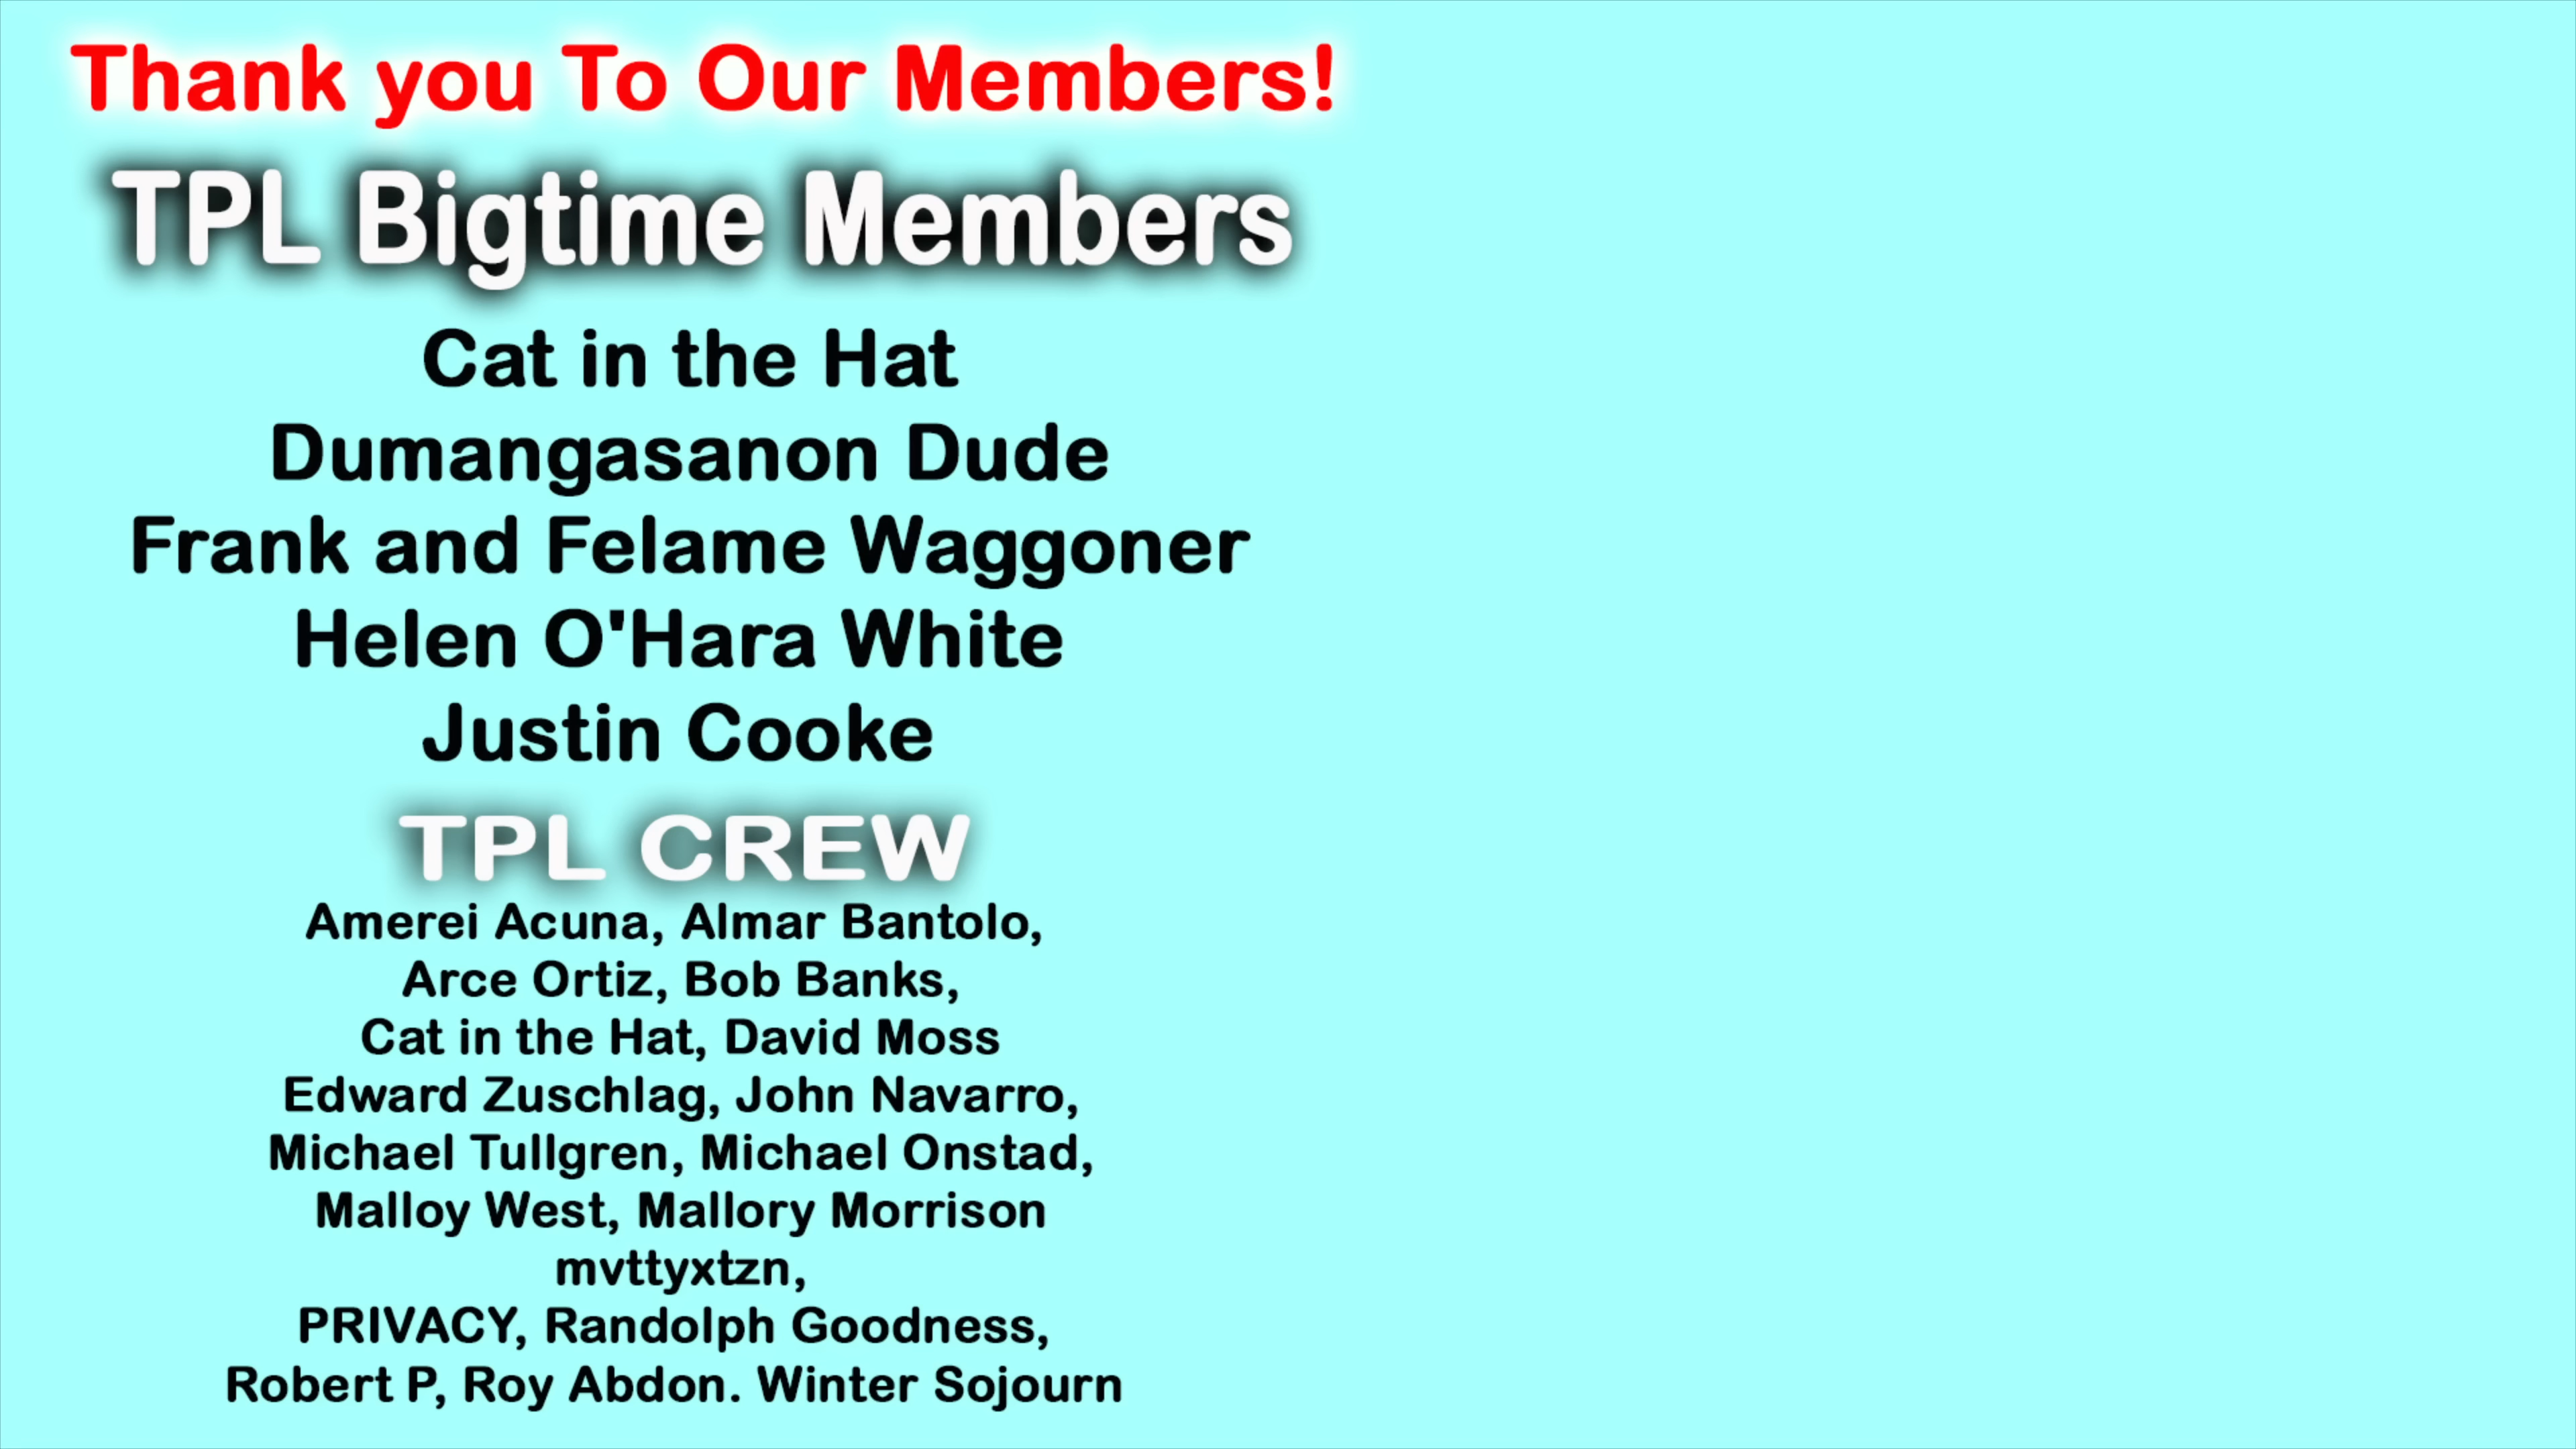 Thank you To Our Members!
TPL Bigtime Members
Cat in the Hat
Dumangasanon Dude
Frank and Felame Waggoner
Helen O'Hara White
Justin Cooke
TPL CREW
Amerei Acuna, Almar Bantolo,
Arce Ortiz, Bob Banks,
Cat in the Hat, David Moss
Edward Zuschlag, John Navarro,
Michael Tullgren, Michael Onstad,
Malloy West, Mallory Morrison
mvttyxtzn,
PRIVACY, Randolph Goodness,
Robert P, Roy Abdon. Winter Sojourn